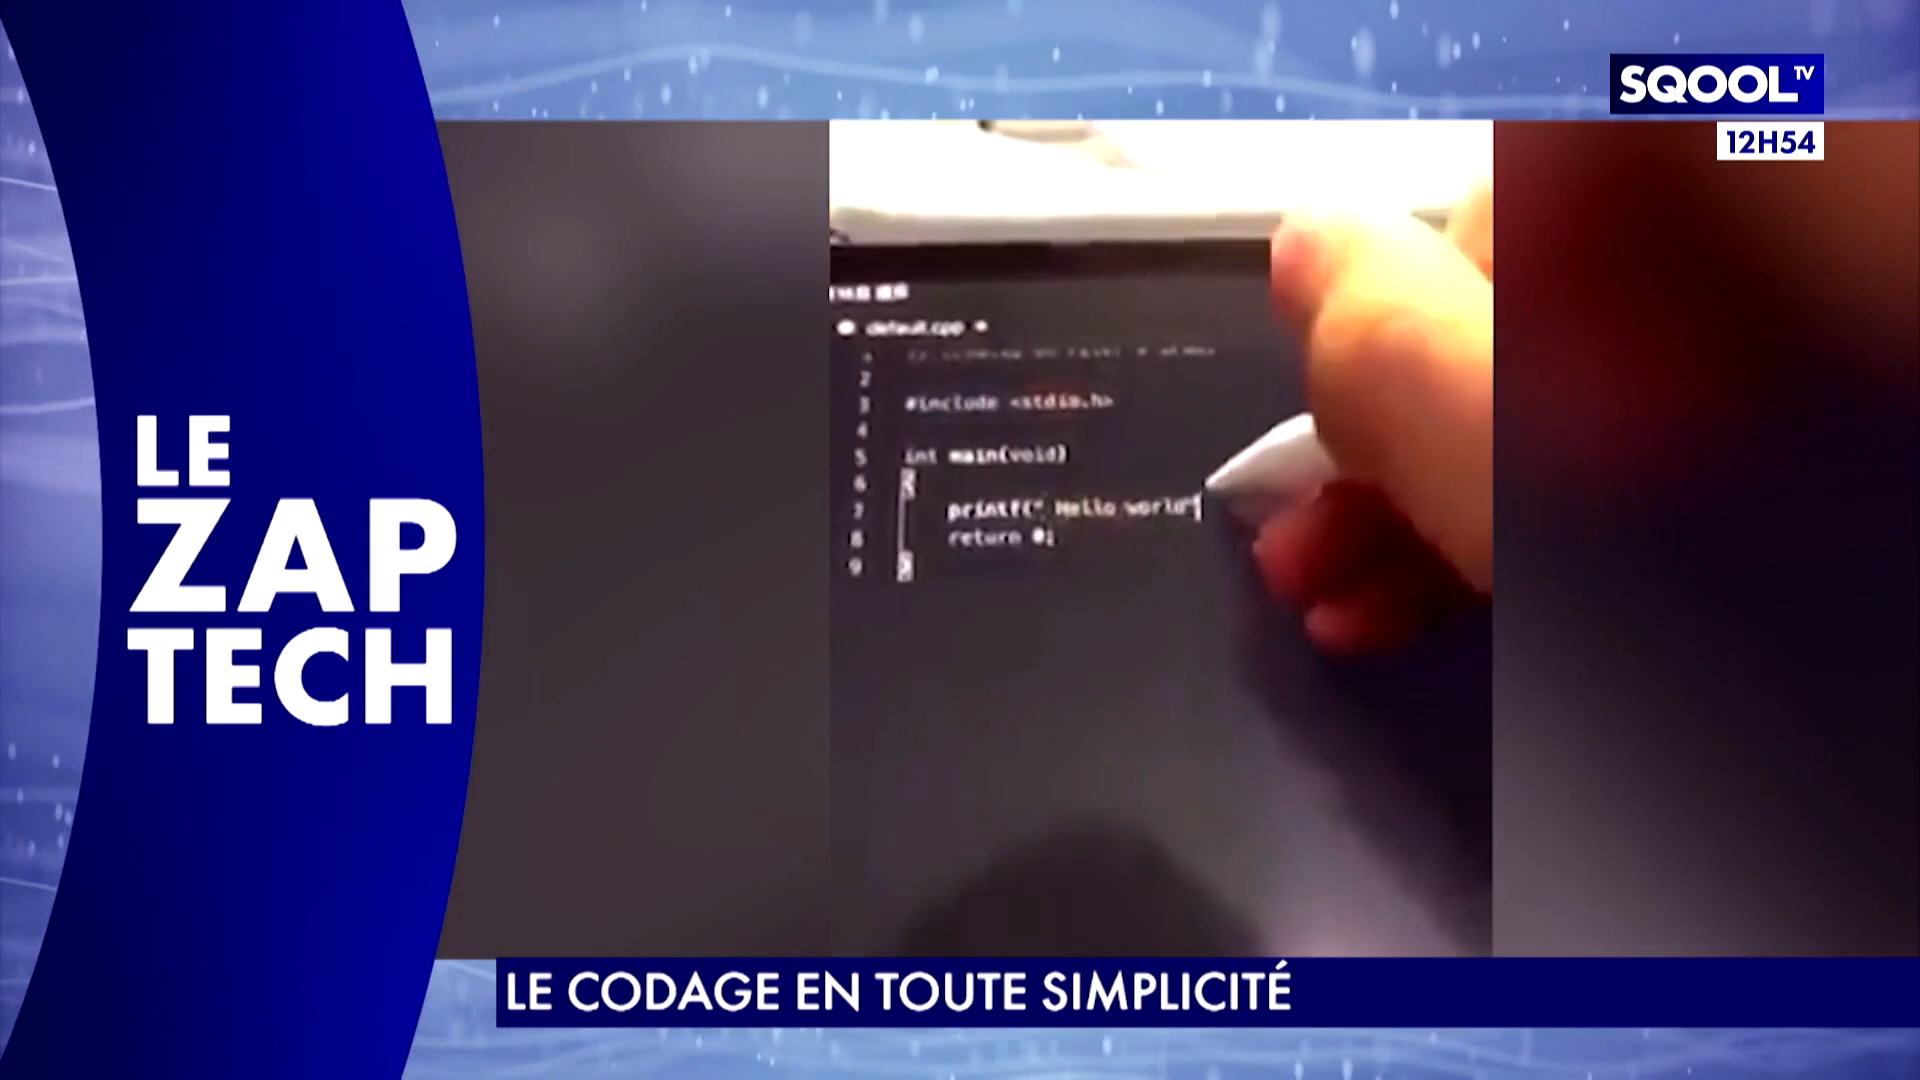 SQOOL TV
12H54
LE
ZAP
TECH
default.cpp
2
3 #include <stdio.h>
4
5 int main(void)
6 {
7 printf(" Hello world"
8 return 0;
9 }
LE CODAGE EN TOUTE SIMPLICITÉ